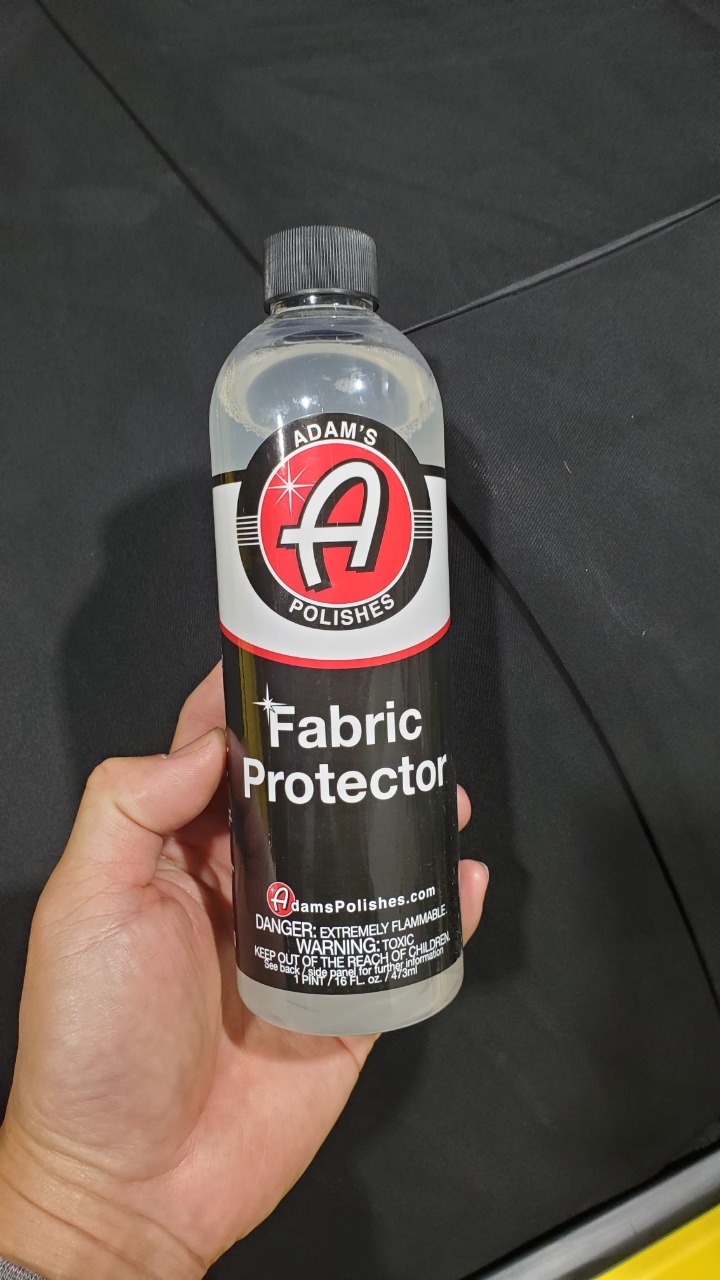 ADAM'S
A
POLISHES
Fabric
Protector
AdamsPolishes.com
DANGER: EXTREMELY FLAMMABLE.
WARNING: TOXIC
KEEP OUT OF THE REACH OF CHILDREN.
See back / side panel for further information
1 PINT / 16 FL. oz. / 473ml